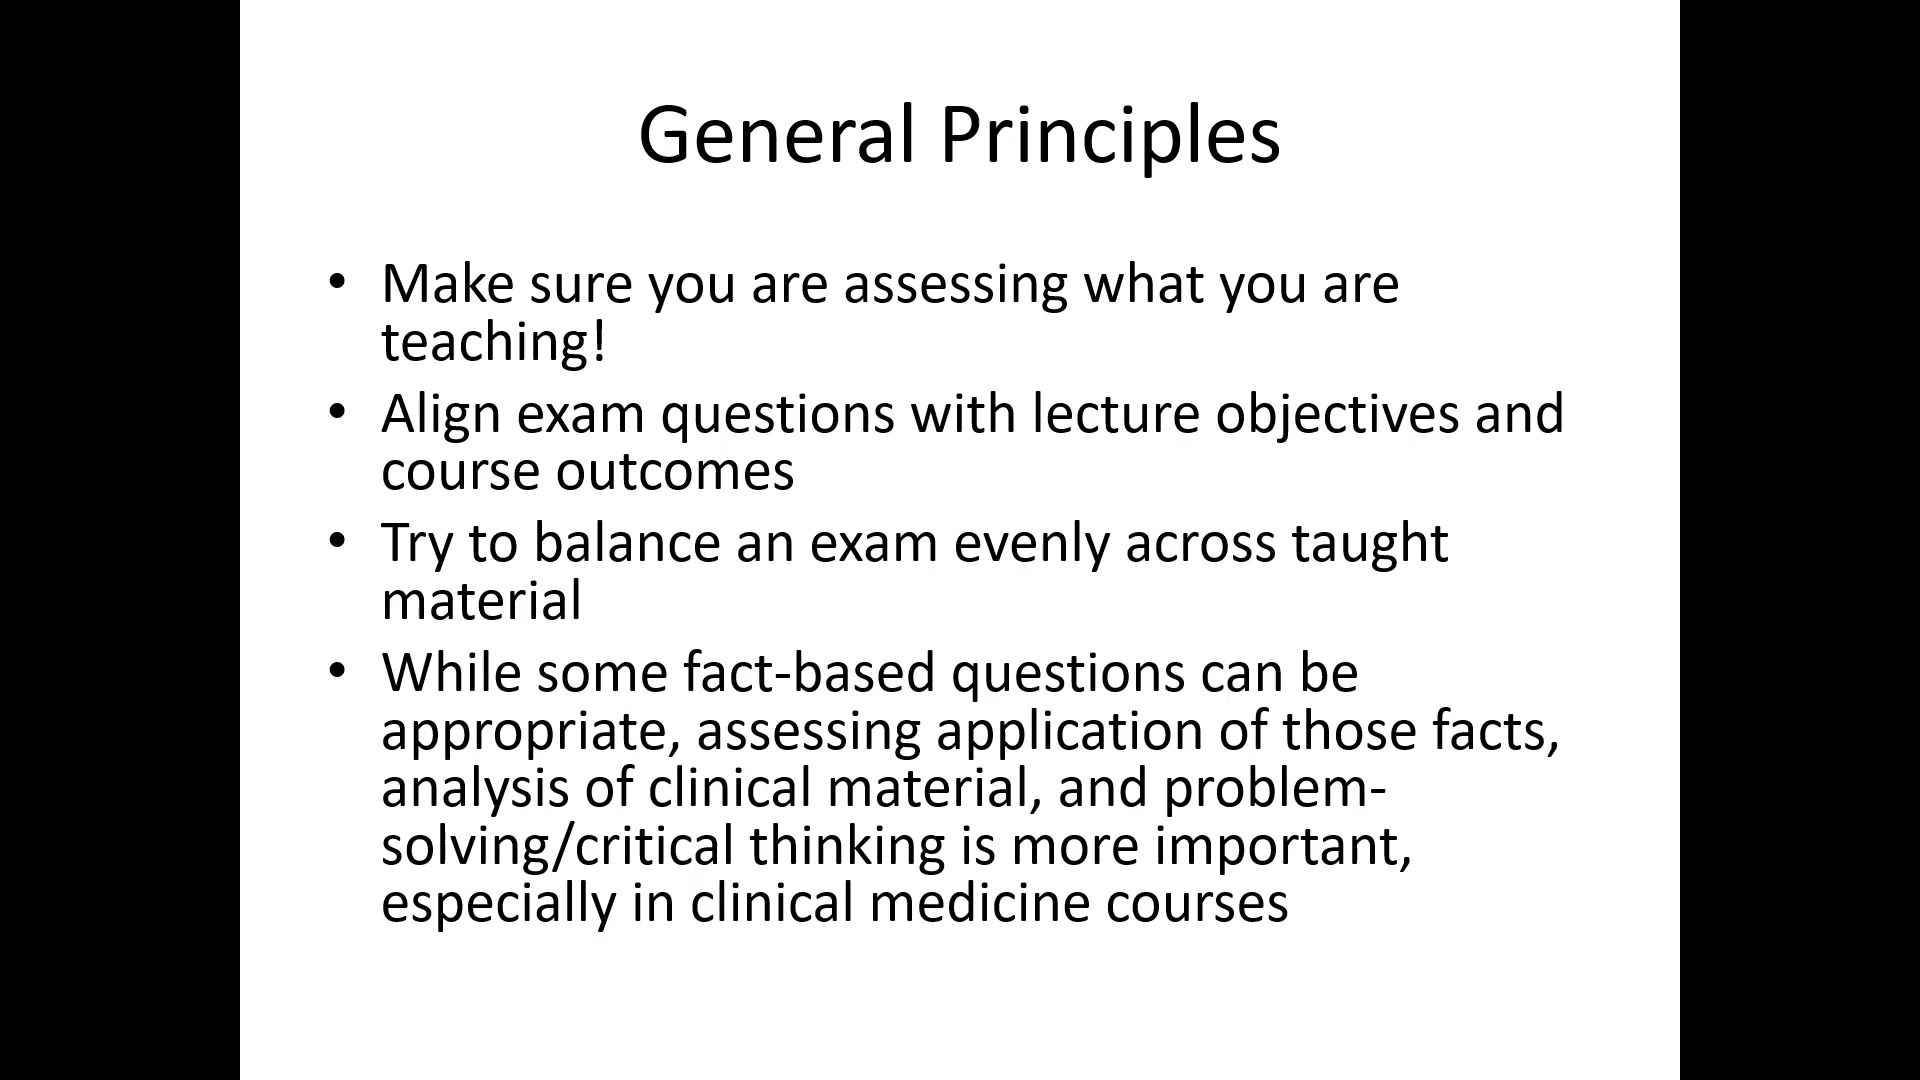 General Principles
• Make sure you are assessing what you are
teaching!
• Align exam questions with lecture objectives and
course outcomes
• Try to balance an exam evenly across taught
material
• While some fact-based questions can be
appropriate, assessing application of those facts,
analysis of clinical material, and problem-
solving/critical thinking is more important,
especially in clinical medicine courses